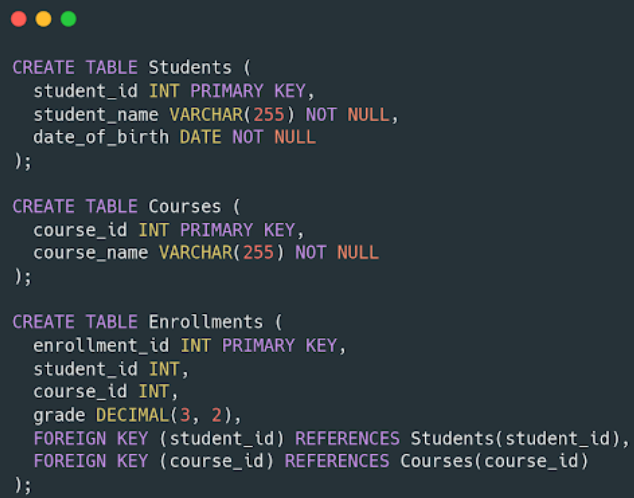 CREATE TABLE Students (
  student_id INT PRIMARY KEY,
  student_name VARCHAR(255) NOT NULL,
  date_of_birth DATE NOT NULL
);

CREATE TABLE Courses (
  course_id INT PRIMARY KEY,
  course_name VARCHAR(255) NOT NULL
);

CREATE TABLE Enrollments (
  enrollment_id INT PRIMARY KEY,
  student_id INT,
  course_id INT,
  grade DECIMAL(3, 2),
  FOREIGN KEY (student_id) REFERENCES Students(student_id),
  FOREIGN KEY (course_id) REFERENCES Courses(course_id)
);